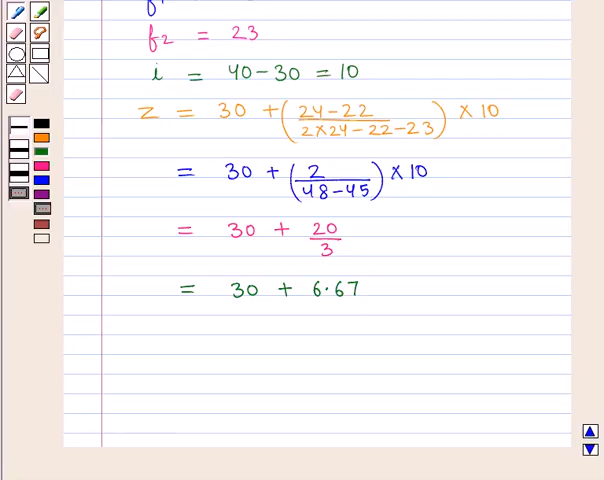 f₂ = 23
i = 40-30 = 10
Z = 30 + (24-22 / 2×24-22-23) × 10
= 30 + (2 / 48-45) × 10
= 30 + 20/3
= 30 + 6·67